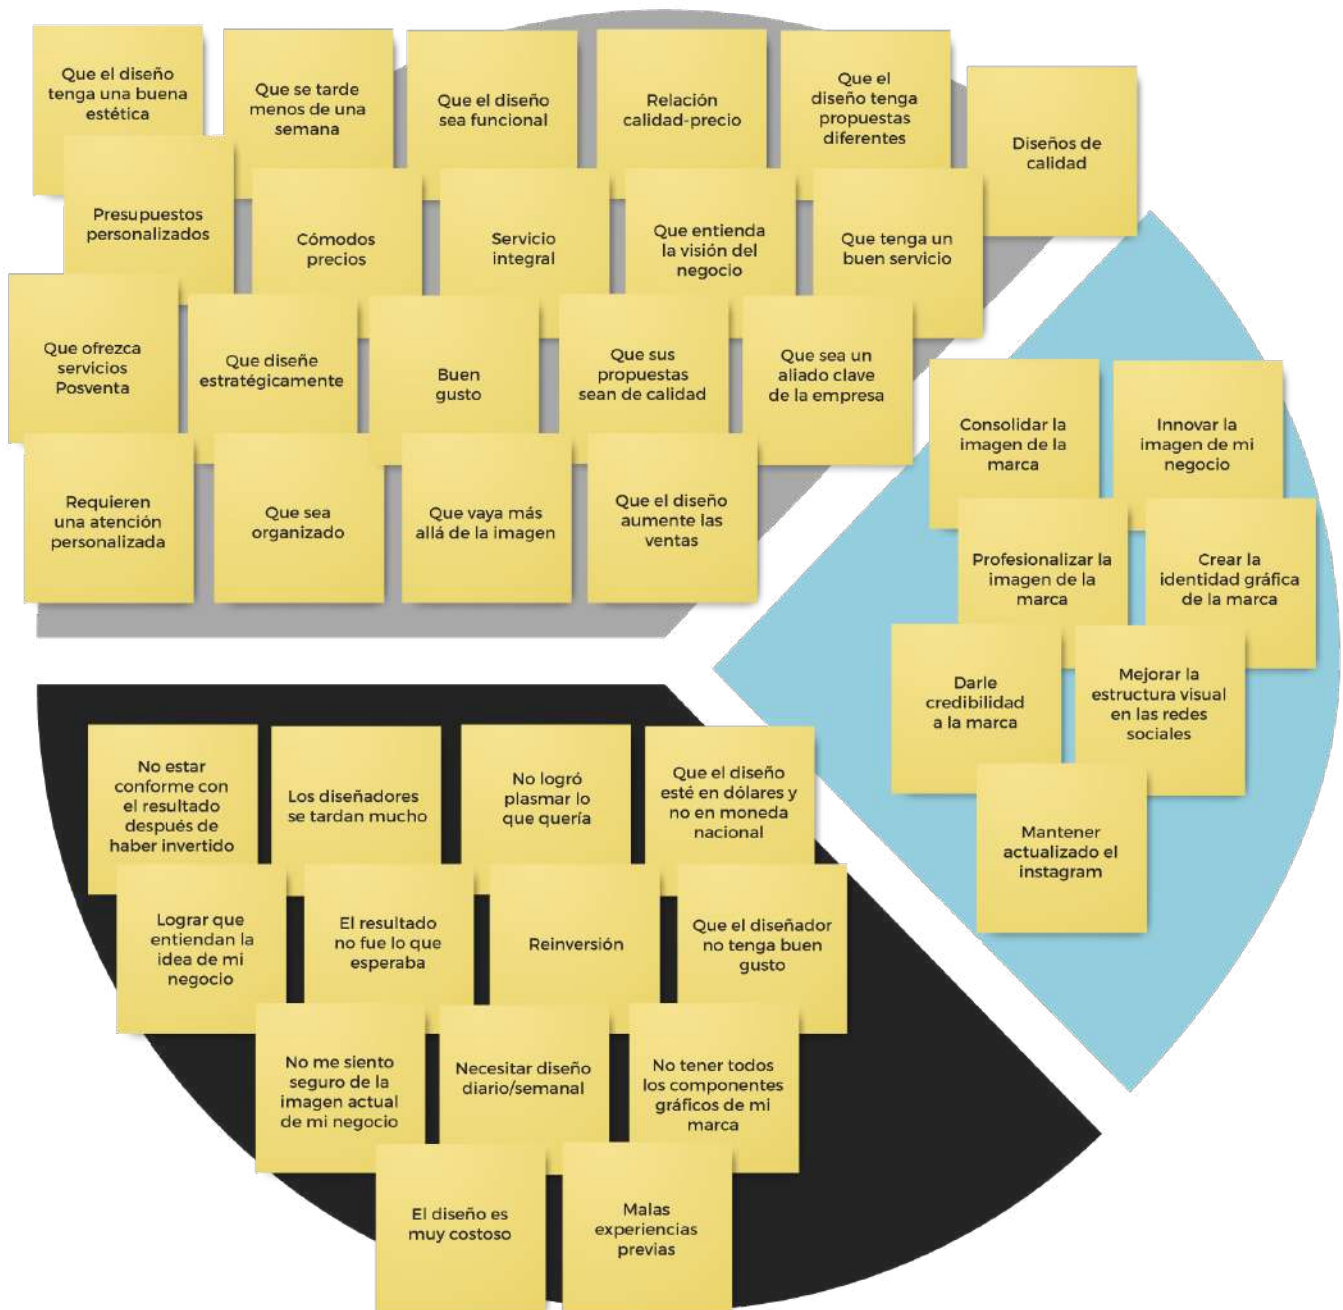 Que el diseño
tenga una buena
estética
Que se tarde
menos de una
semana
Que el diseño
sea funcional
Relación
calidad-precio
Que el
diseño tenga
propuestas
diferentes
Diseños de
calidad
Presupuestos
personalizados
Cómodos
precios
Servicio
integral
Que entienda
la visión del
negocio
Que tenga un
buen servicio
Que ofrezca
servicios
Posventa
Que diseñe
estratégicamente
Buen
gusto
Que sus
propuestas
sean de calidad
Que sea un
aliado clave
de la empresa
Requieren
una atención
personalizada
Que sea
organizado
Que vaya más
allá de la imagen
Que el diseño
aumente las
ventas
Consolidar la
imagen de la
marca
Innovar la
imagen de mi
negocio
Profesionalizar la
imagen de la
marca
Crear la
identidad gráfica
de la marca
Darle
credibilidad
a la marca
Mejorar la
estructura visual
en las redes
sociales
Mantener
actualizado el
instagram
No estar
conforme con
el resultado
después de
haber invertido
Los diseñadores
se tardan mucho
No logró
plasmar lo
que quería
Que el diseño
esté en dólares y
no en moneda
nacional
Lograr que
entiendan la
idea de mi
negocio
El resultado
no fue lo que
esperaba
Reinversión
Que el diseñador
no tenga buen
gusto
No me siento
seguro de la
imagen actual
de mi negocio
Necesitar diseño
diario/semanal
No tener todos
los componentes
gráficos de mi
marca
El diseño es
muy costoso
Malas
experiencias
previas